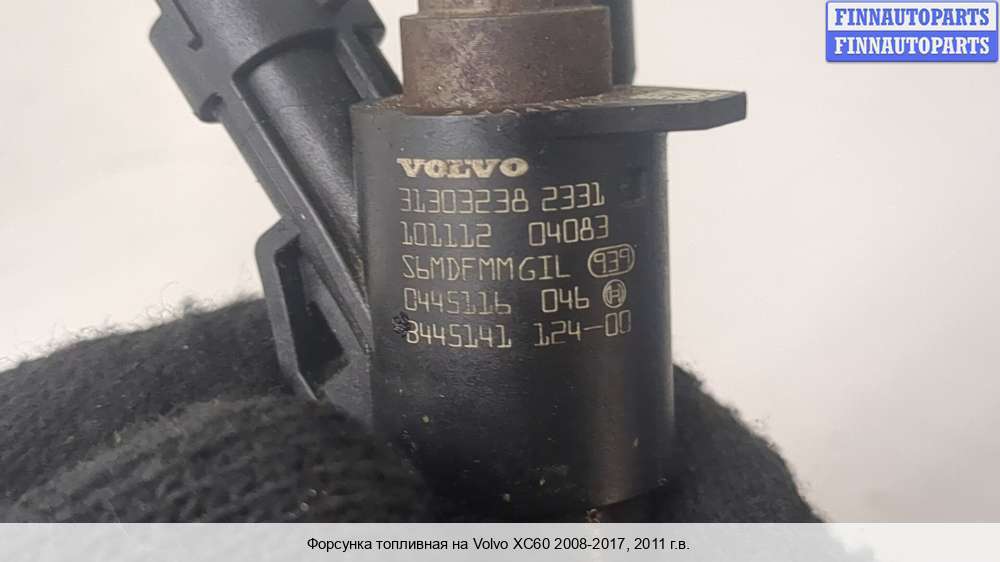 FINNAUTOPARTS
FINNAUTOPARTS
VOLVO
31303238 2331
101112 04083
S6MDFMMGIL 939
0445116 046
8445141 124-00
Форсунка топливная на Volvo XC60 2008-2017, 2011 г.в.